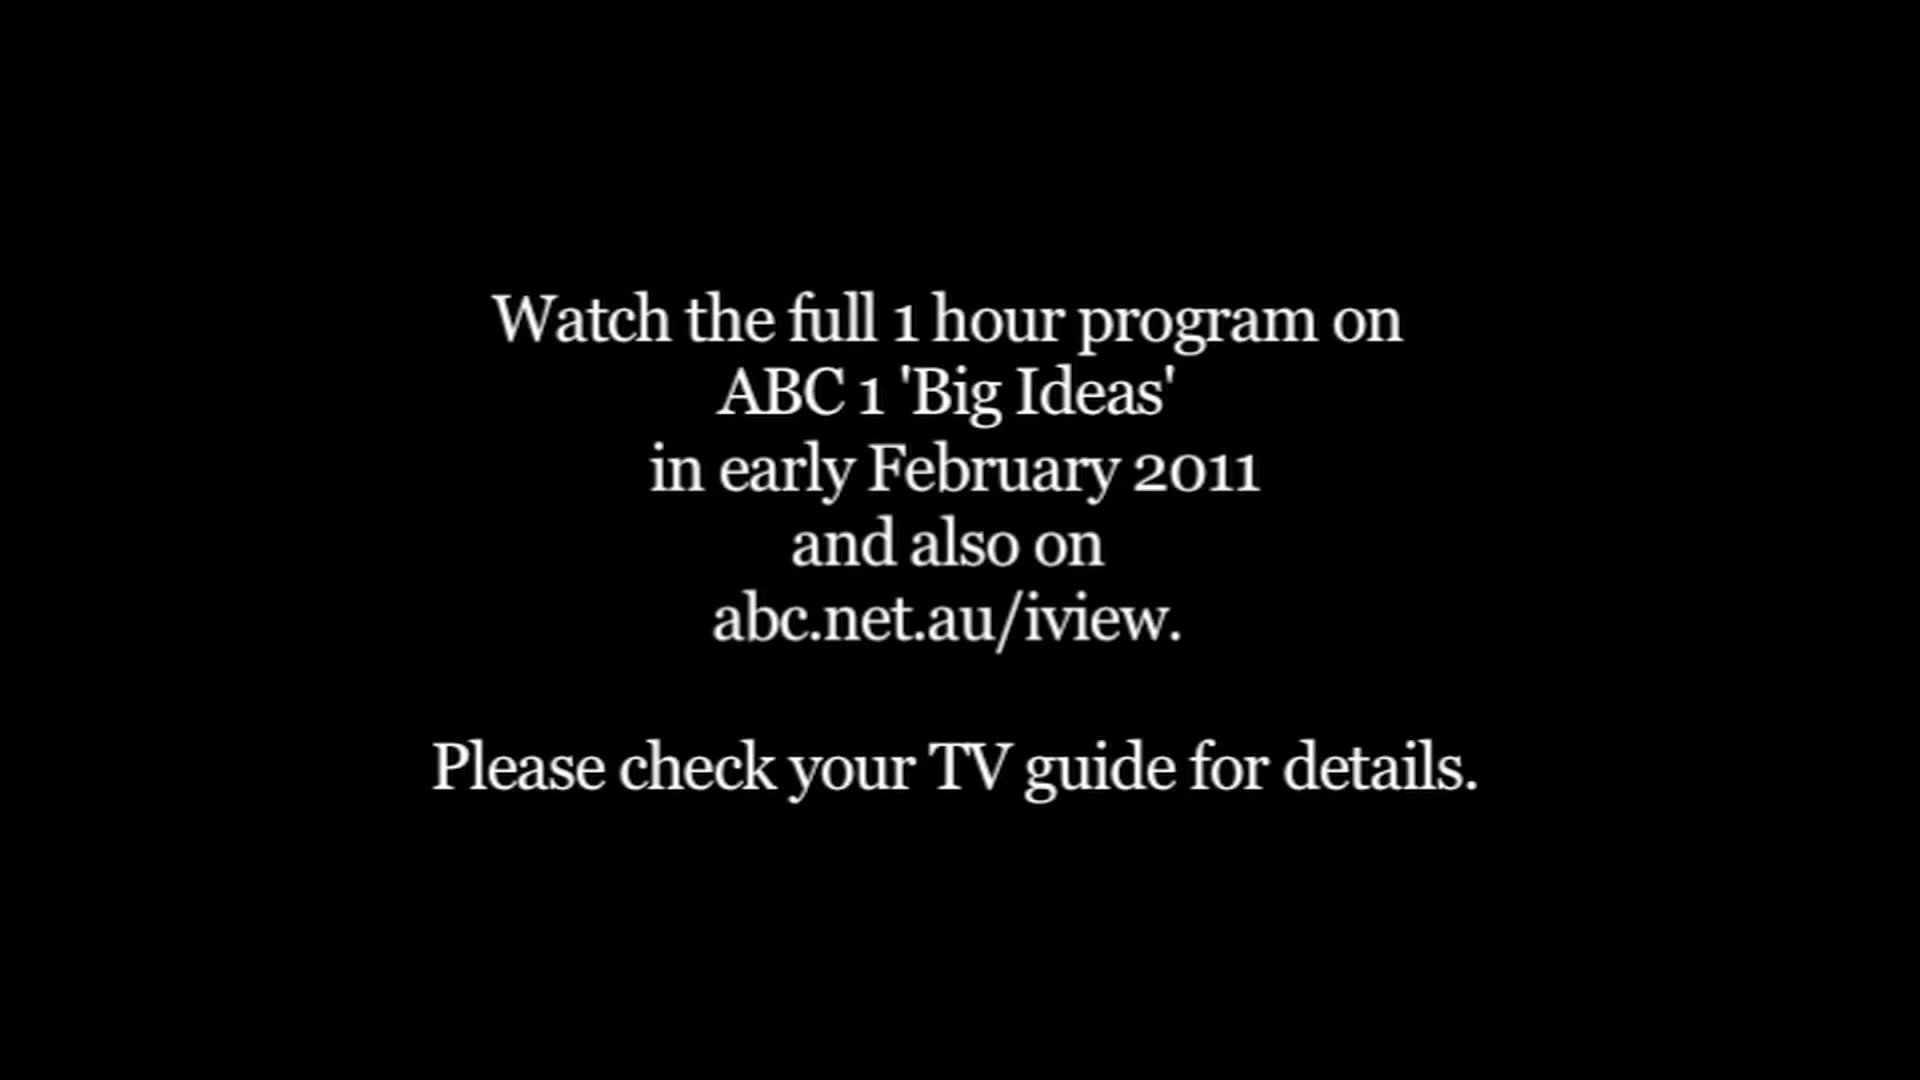 Watch the full 1 hour program on
ABC 1 'Big Ideas'
in early February 2011
and also on
abc.net.au/iview.
Please check your TV guide for details.